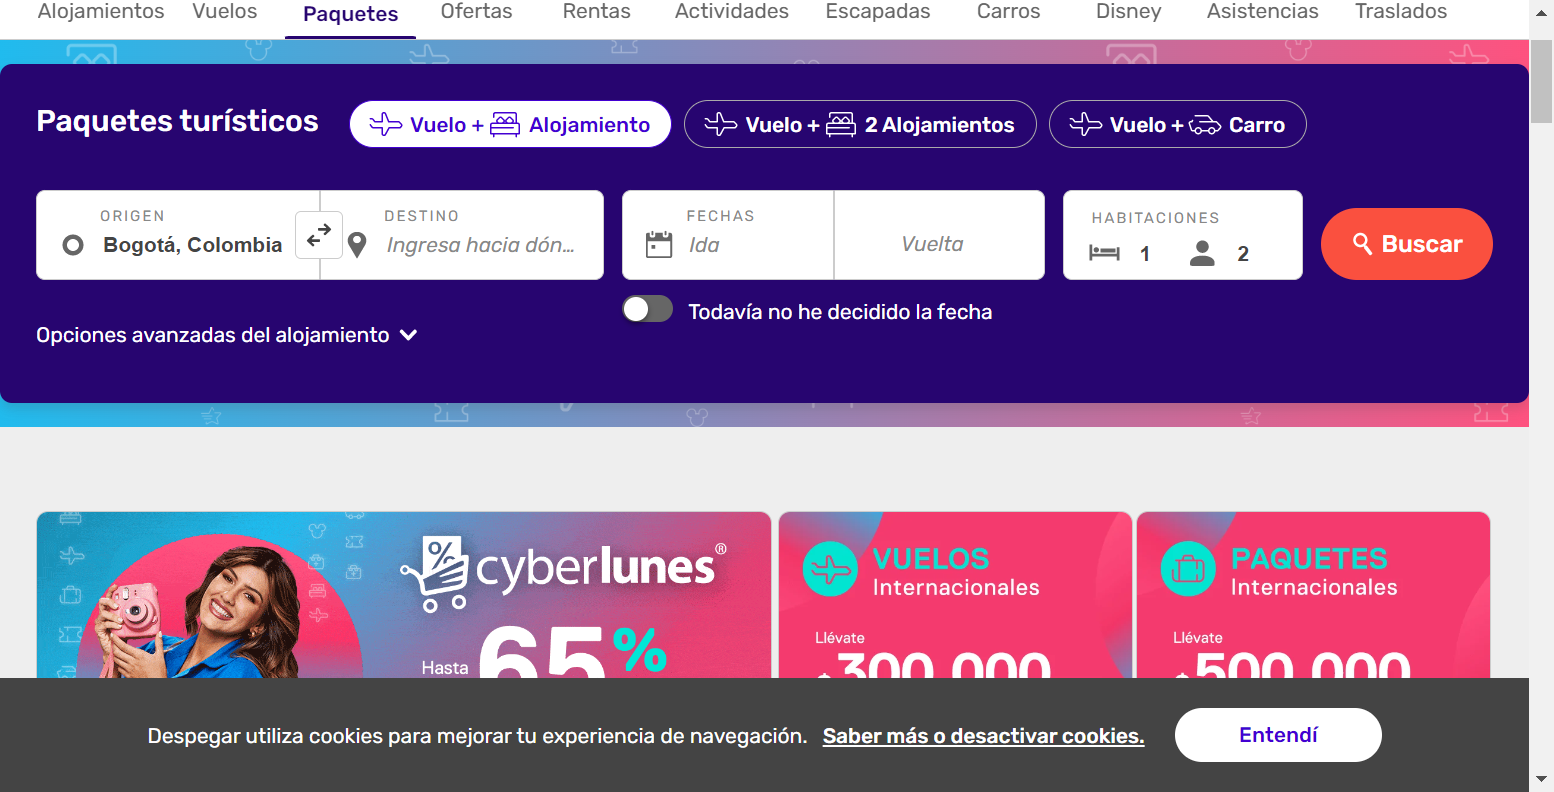 Alojamientos Vuelos Paquetes Ofertas Rentas Actividades Escapadas Carros Disney Asistencias Traslados
Paquetes turísticos
Vuelo + Alojamiento
Vuelo + 2 Alojamientos
Vuelo + Carro
ORIGEN
Bogotá, Colombia
DESTINO
Ingresa hacia dón...
FECHAS
Ida
Vuelta
HABITACIONES
1 2
Buscar
Todavía no he decidido la fecha
Opciones avanzadas del alojamiento
% cyberlunes®
Hasta 65%
VUELOS
Internacionales
Llévate
$300.000
PAQUETES
Internacionales
Llévate
$500.000
Despegar utiliza cookies para mejorar tu experiencia de navegación. Saber más o desactivar cookies.
Entendí